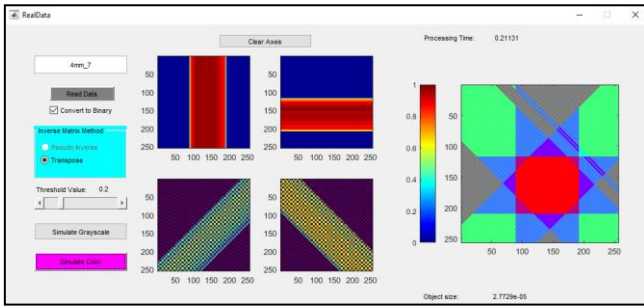 RealData
Clear Axes
Processing Time: 0.21131
4mm_7
Read Data
Convert to Binary
Inverse Matrix Method
Pseudo Inverse
Transpose
Threshold Value: 0.2
Simulate Grayscale
Simulate Color
50
100
150
200
250
50 100 150 200 250
50
100
150
200
250
50 100 150 200 250
0
50
100
150
200
250
50 100 150 200 250
0
50
100
150
200
250
50 100 150 200 250
1
0.8
0.6
0.4
0.2
0
50
100
150
200
250
50 100 150 200 250
Object size: 2.7729e-05